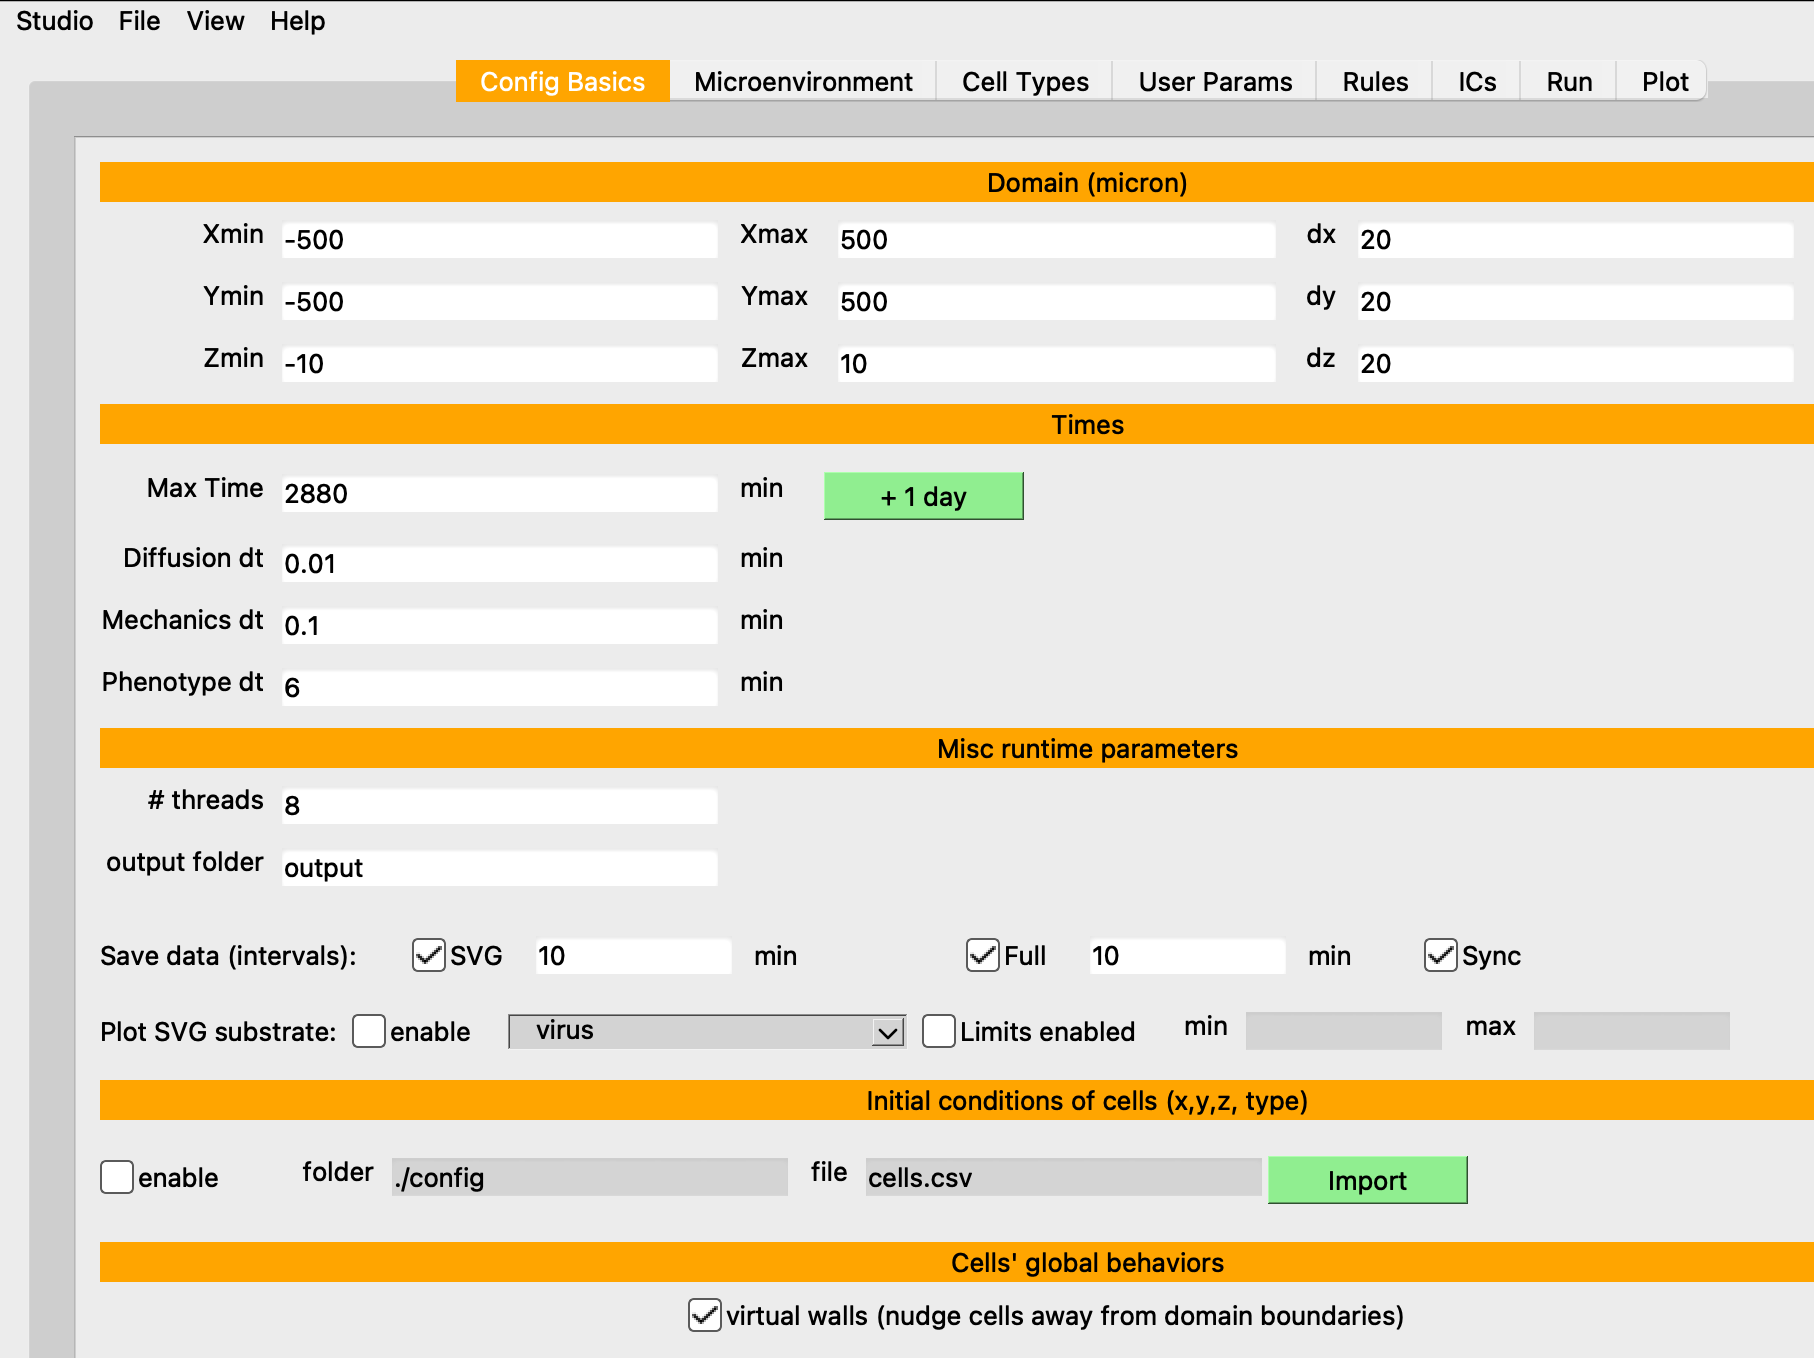 Studio File View Help
Config Basics Microenvironment Cell Types User Params Rules ICs Run Plot
Domain (micron)
Xmin -500 Xmax 500 dx 20
Ymin -500 Ymax 500 dy 20
Zmin -10 Zmax 10 dz 20
Times
Max Time 2880 min + 1 day
Diffusion dt 0.01 min
Mechanics dt 0.1 min
Phenotype dt 6 min
Misc runtime parameters
# threads 8
output folder output
Save data (intervals): SVG 10 min Full 10 min Sync
Plot SVG substrate: enable virus Limits enabled min max
Initial conditions of cells (x,y,z, type)
enable folder ./config file cells.csv Import
Cells' global behaviors
virtual walls (nudge cells away from domain boundaries)